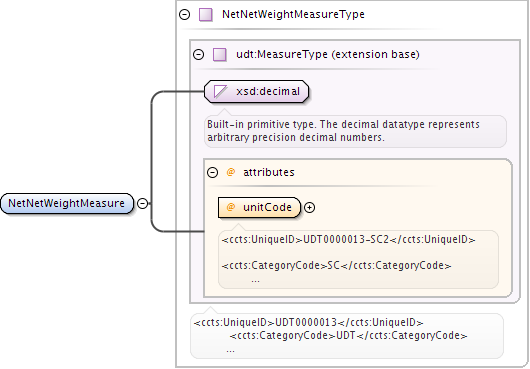 NetNetWeightMeasureType
udt:MeasureType (extension base)
xsd:decimal
Built-in primitive type. The decimal datatype represents
arbitrary precision decimal numbers.
@ attributes
NetNetWeightMeasure
@ unitCode
<ccts:UniqueID>UDT0000013-SC2</ccts:UniqueID>
<ccts:CategoryCode>SC</ccts:CategoryCode>
...
<ccts:UniqueID>UDT0000013</ccts:UniqueID>
<ccts:CategoryCode>UDT</ccts:CategoryCode>
...